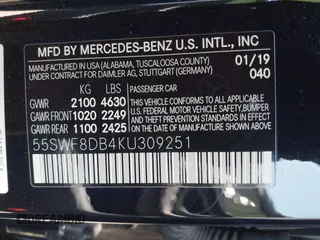 MFD BY MERCEDES-BENZ U.S. INTL., INC
MANUFACTURED IN USA (ALABAMA, TUSCALOOSA COUNTY)
UNDER CONTRACT FOR DAIMLER AG, STUTTGART (GERMANY)
01/19
040
KG LBS
GWR 2100 4630
GAWR FRONT 1020 2249
GAWR REAR 1100 2425
THIS VEHICLE CONFORMS TO ALL
APPLICABLE U.S. FEDERAL
MOTOR VEHICLE SAFETY, BUMPER
AND THEFT PREVENTION
STANDARDS IN EFFECT ON THE
DATE OF MANUFACTURE
SHOWN ABOVE.
55SWF8DB4KU309251